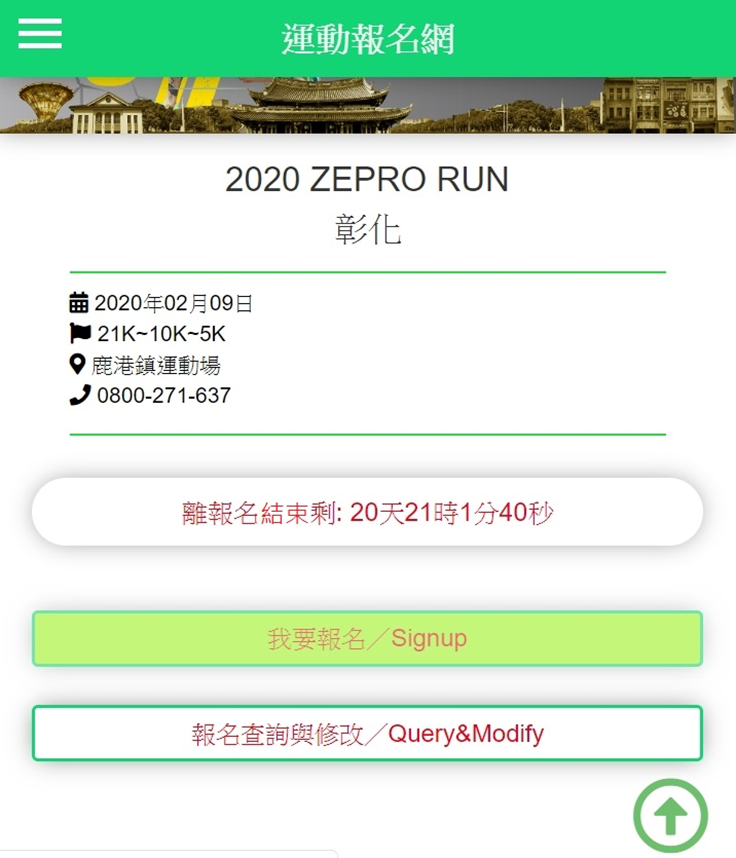 運動報名網
2020 ZEPRO RUN
彰化
2020年02月09日
21K~10K~5K
鹿港鎮運動場
0800-271-637
離報名結束剩: 20天21時1分40秒
我要報名／Signup
報名查詢與修改／Query&Modify